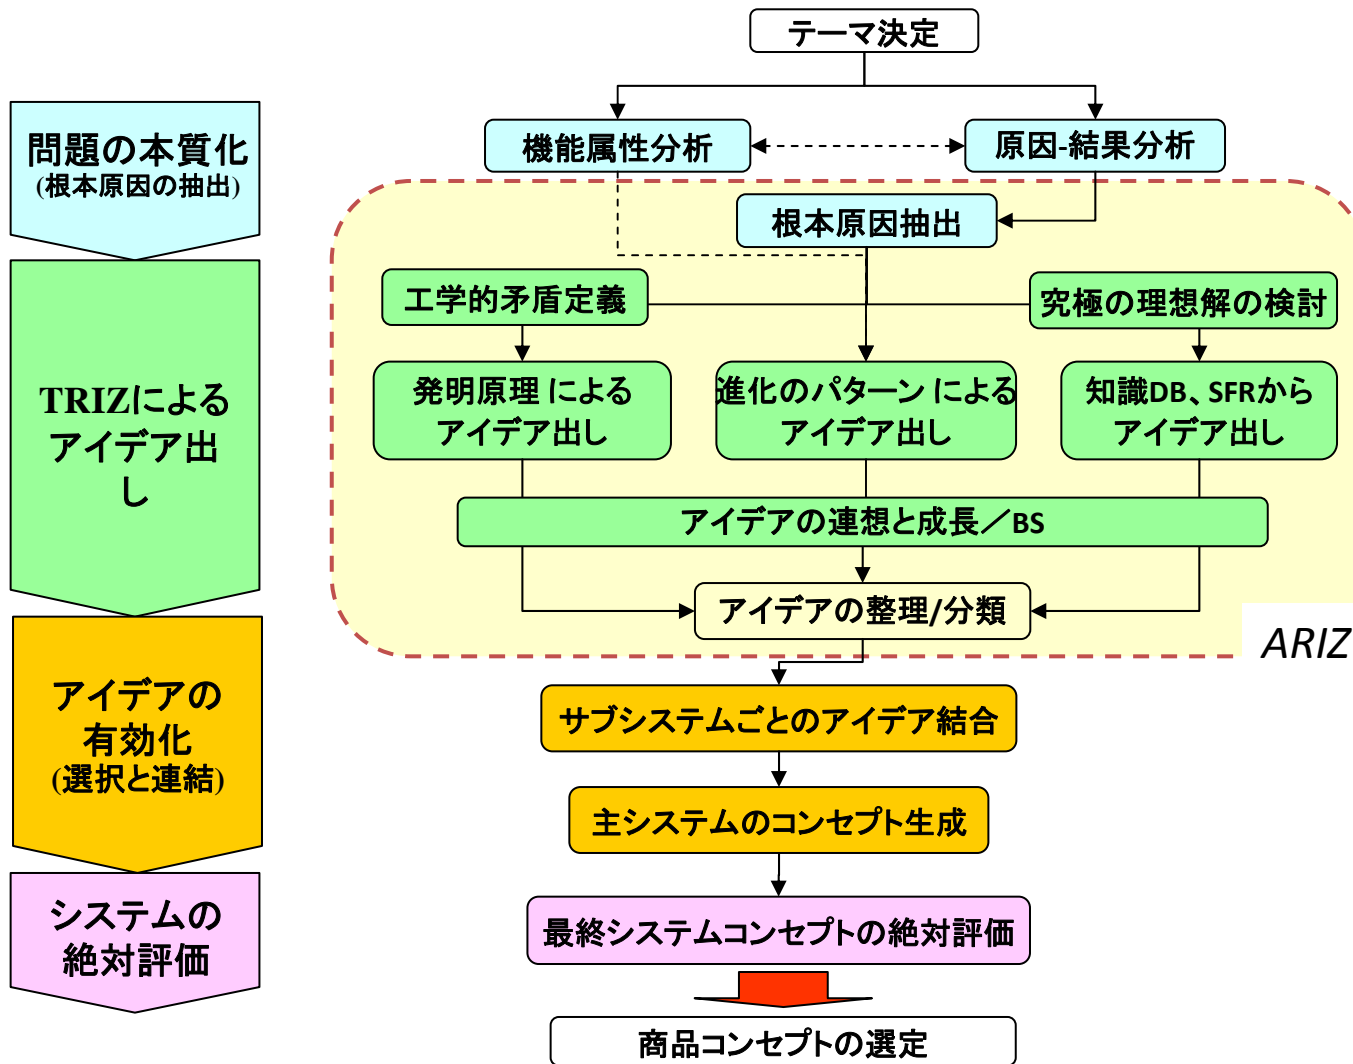 テーマ決定
問題の本質化
(根本原因の抽出)
機能属性分析
原因-結果分析
根本原因抽出
TRIZによる
アイデア出
し
工学的矛盾定義
究極の理想解の検討
発明原理 による
アイデア出し
進化のパターン による
アイデア出し
知識DB、SFRから
アイデア出し
アイデアの連想と成長／BS
アイデアの整理/分類
ARIZ
アイデアの
有効化
(選択と連結)
サブシステムごとのアイデア結合
主システムのコンセプト生成
システムの
絶対評価
最終システムコンセプトの絶対評価
商品コンセプトの選定